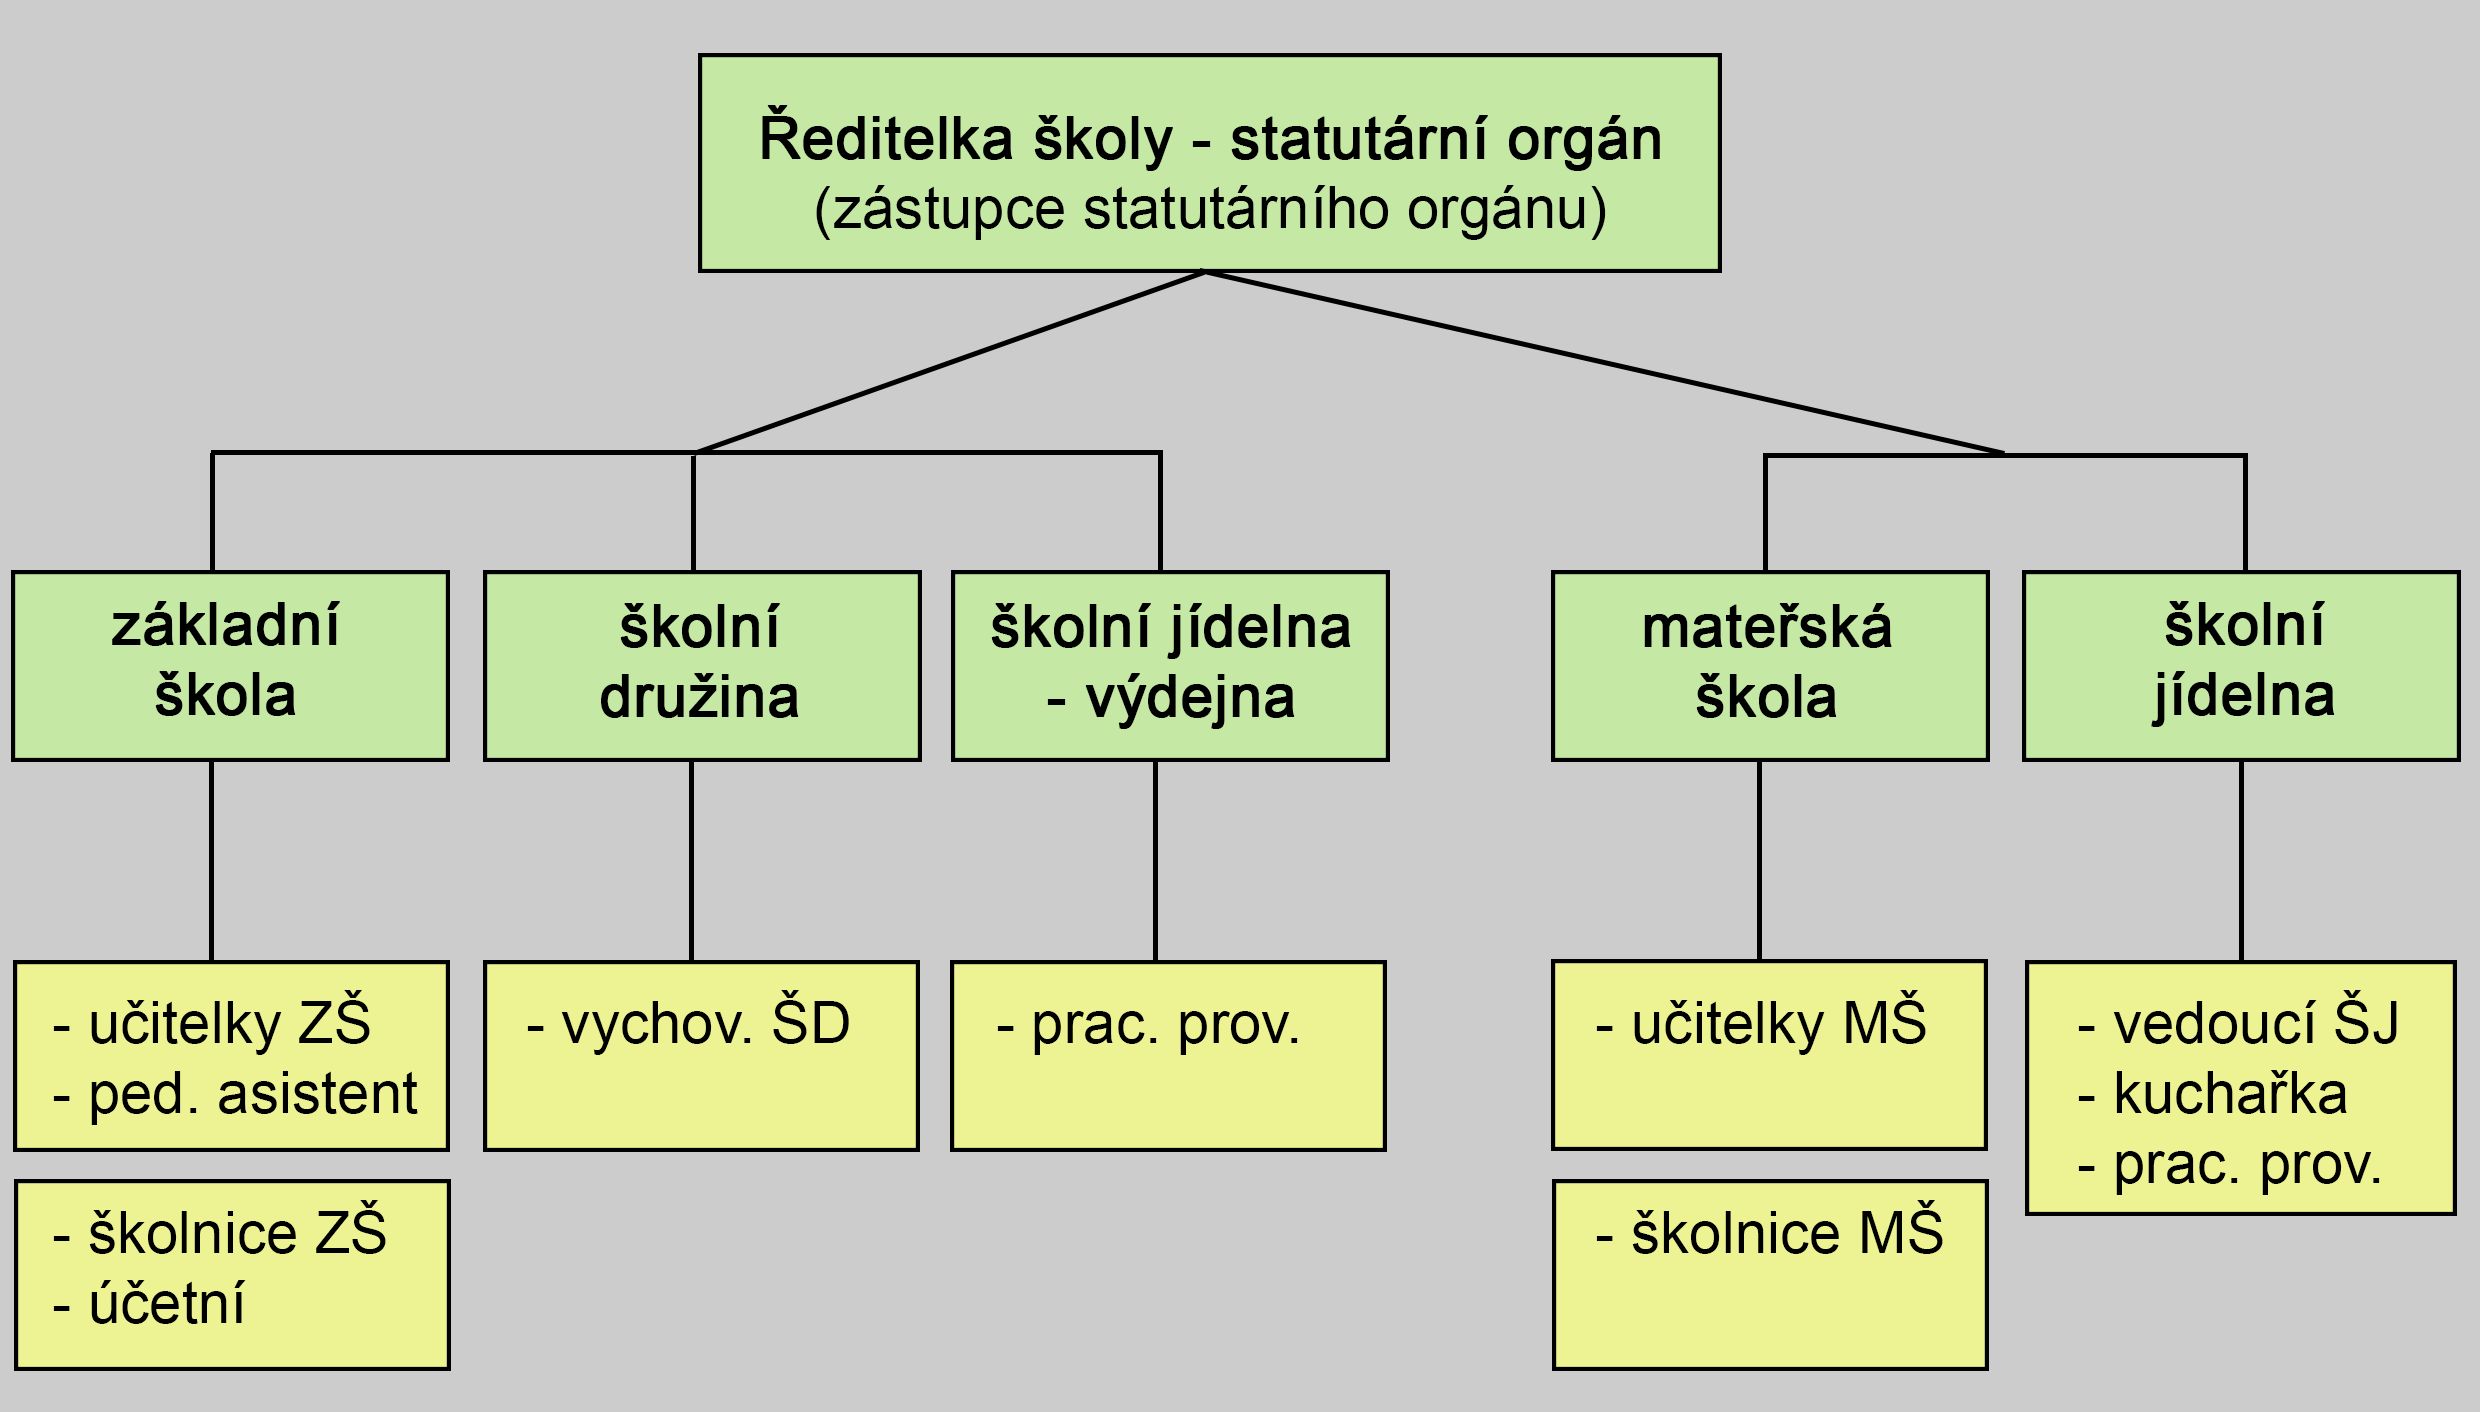 Ředitelka školy - statutární orgán
(zástupce statutárního orgánu)
základní
škola
školní
družina
školní jídelna
- výdejna
mateřská
škola
školní
jídelna
- učitelky ZŠ
- ped. asistent
- školnice ZŠ
- účetní
- vychov. ŠD
- prac. prov.
- učitelky MŠ
- školnice MŠ
- vedoucí ŠJ
- kuchařka
- prac. prov.